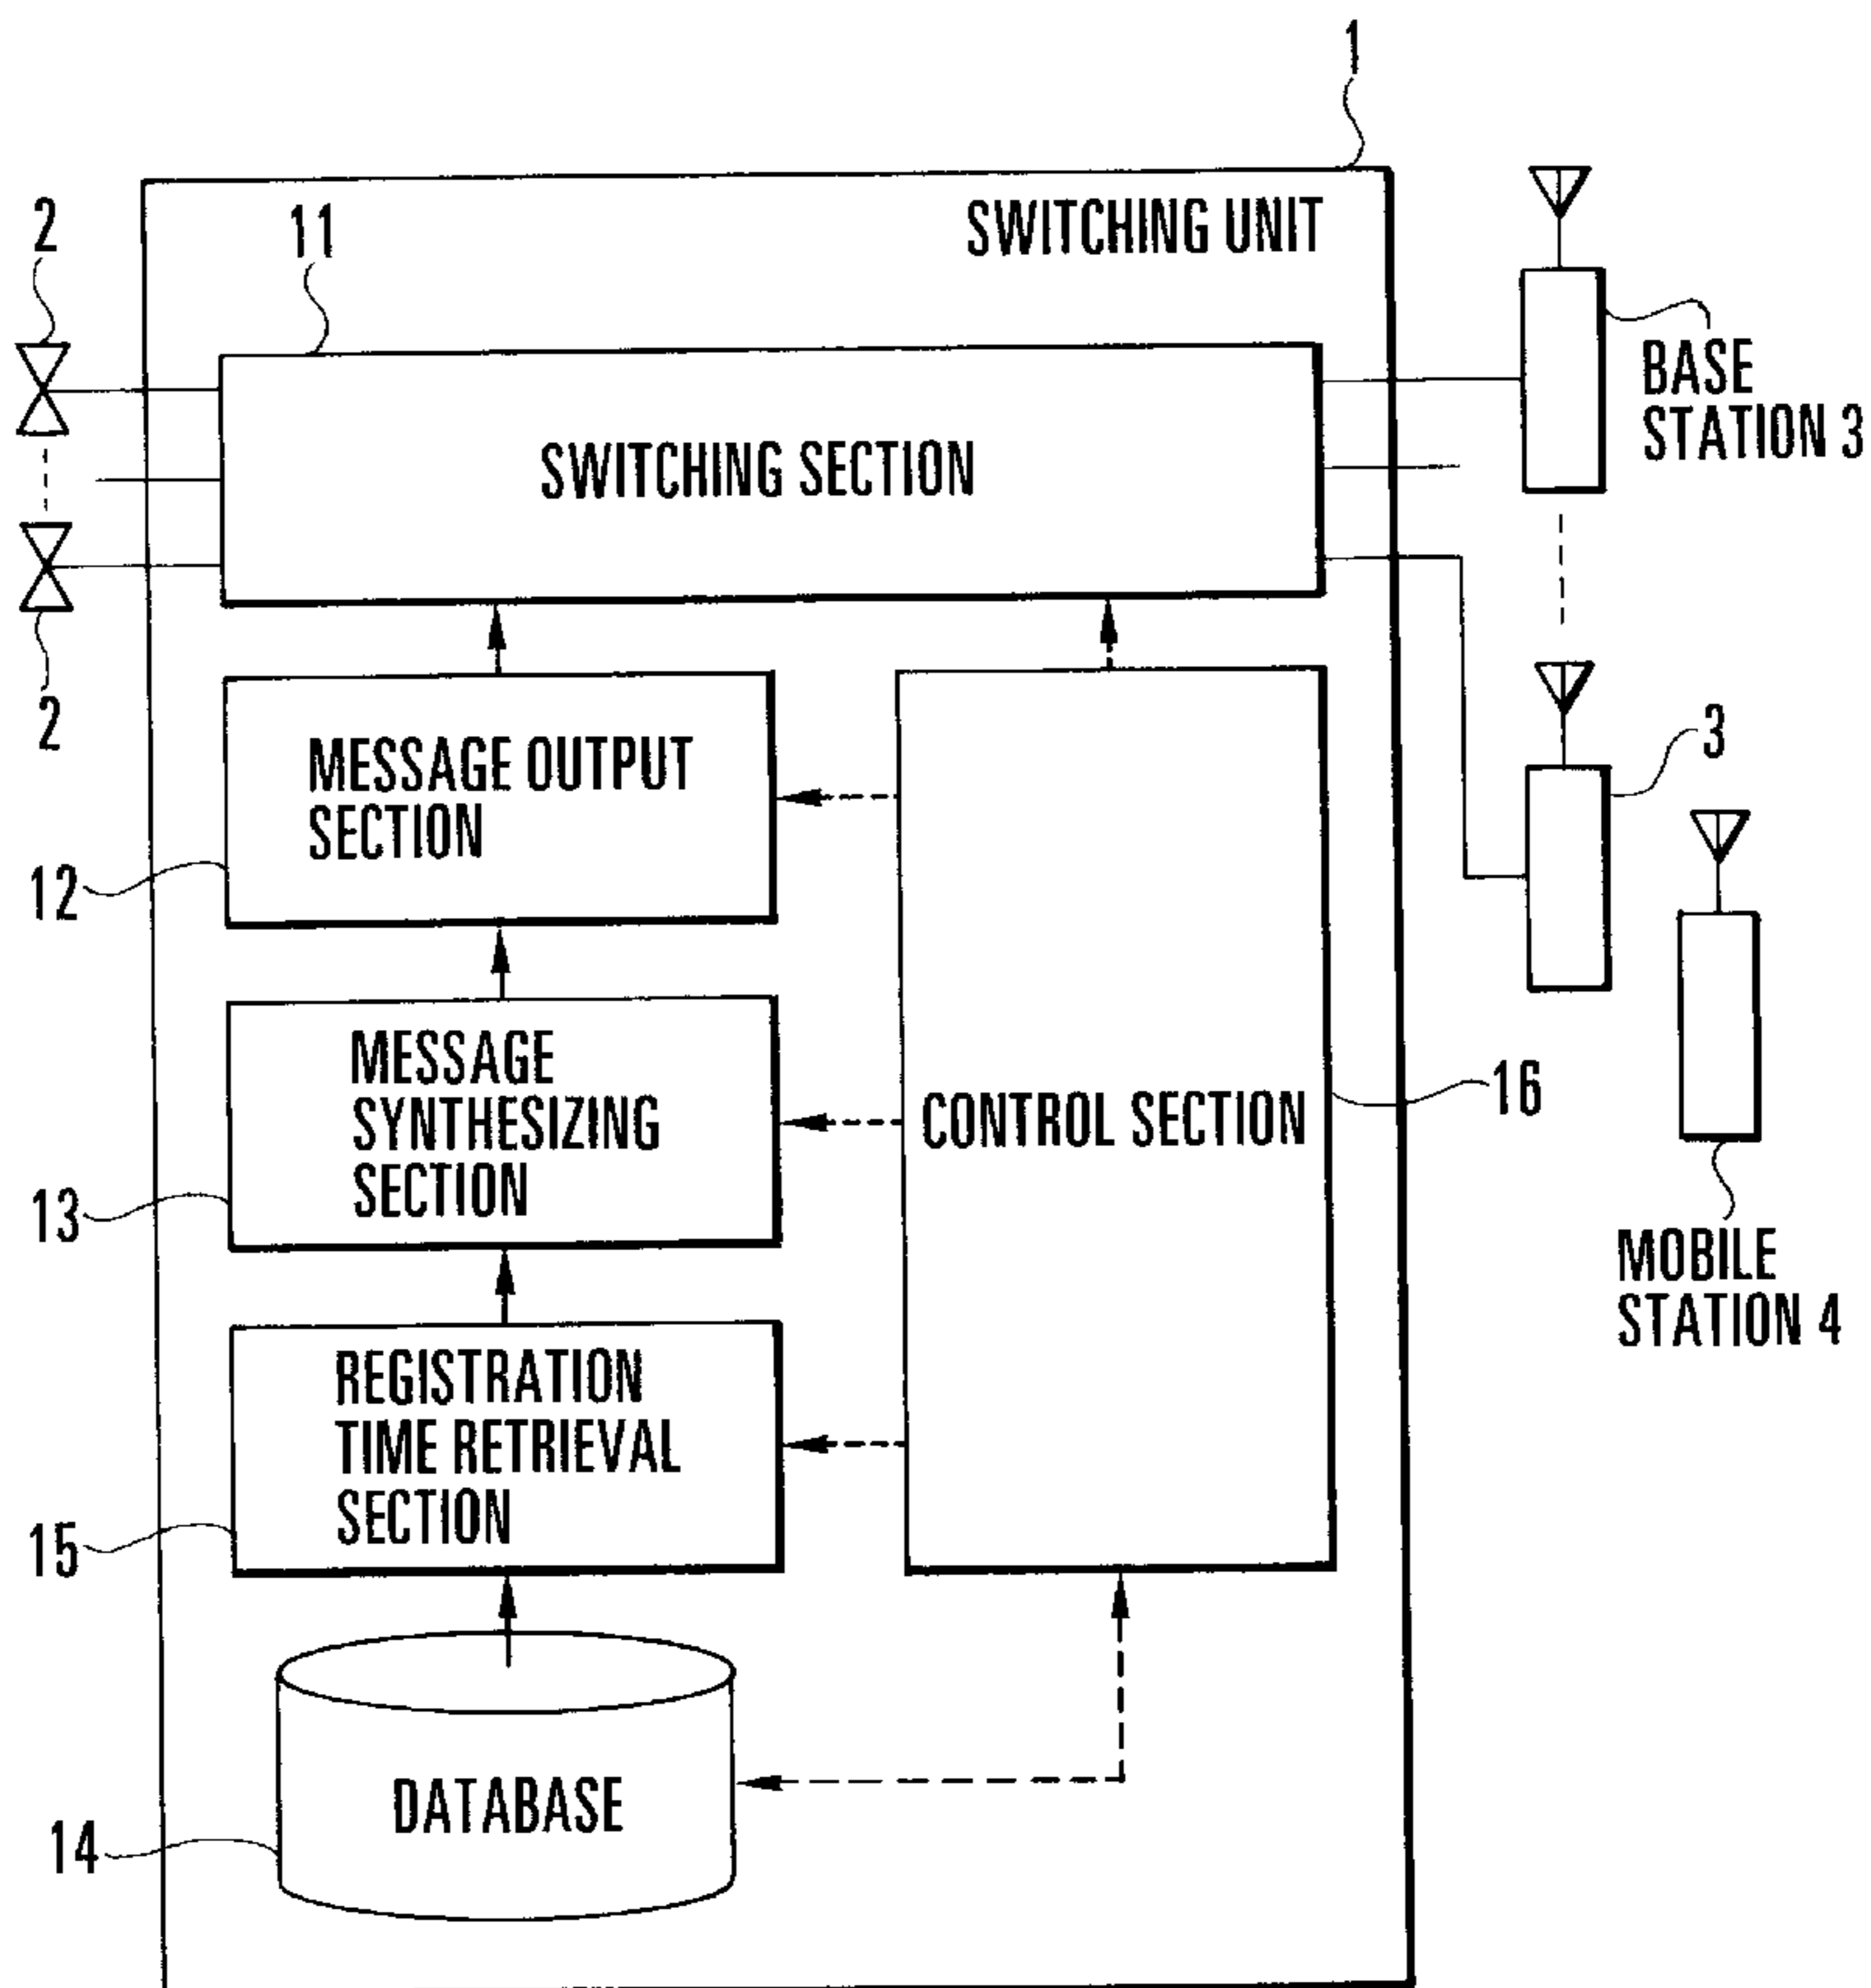 1
SWITCHING UNIT
2
11
BASE
STATION 3
SWITCHING SECTION
2
MESSAGE OUTPUT
SECTION
3
12
MESSAGE
SYNTHESIZING
SECTION
CONTROL SECTION
16
13
MOBILE
STATION 4
REGISTRATION
TIME RETRIEVAL
SECTION
15
DATABASE
14